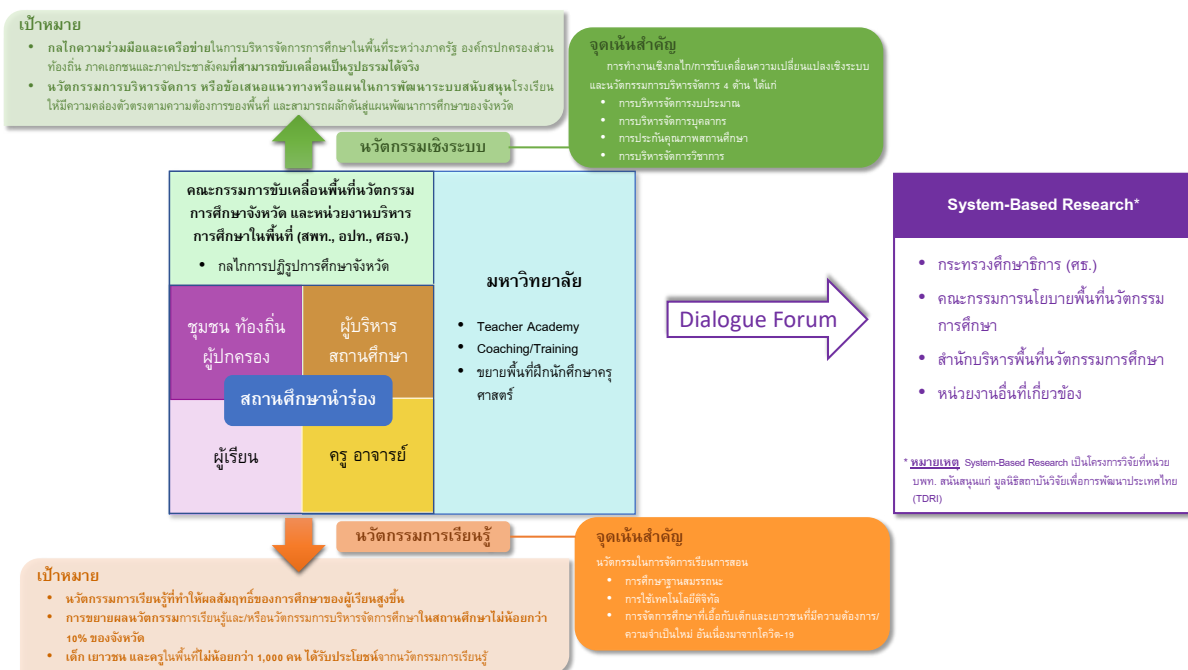 เป้าหมาย
• กลไกความร่วมมือและเครือข่ายในการบริหารจัดการการศึกษาในพื้นที่ระหว่างภาครัฐ องค์กรปกครองส่วน
ท้องถิ่น ภาคเอกชนและภาคประชาสังคมที่สามารถขับเคลื่อนเป็นรูปธรรมได้จริง
• นวัตกรรมการบริหารจัดการ หรือข้อเสนอแนวทางหรือแผนในการพัฒนาระบบสนับสนุนโรงเรียน
ให้มีความคล่องตัวตรงตามความต้องการของพื้นที่ และสามารถผลักดันสู่แผนพัฒนาการศึกษาของจังหวัด
จุดเน้นสำคัญ
การทำงานเชิงกลไก/การขับเคลื่อนความเปลี่ยนแปลงเชิงระบบ
และนวัตกรรมการบริหารจัดการ 4 ด้าน ได้แก่
• การบริหารจัดการงบประมาณ
• การบริหารจัดการบุคลากร
• การประกันคุณภาพสถานศึกษา
• การบริหารจัดการวิชาการ
นวัตกรรมเชิงระบบ
คณะกรรมการขับเคลื่อนพื้นที่นวัตกรรม
การศึกษาจังหวัด และหน่วยงานบริหาร
การศึกษาในพื้นที่ (สพท., อปท., ศธจ.)
• กลไกการปฏิรูปการศึกษาจังหวัด
ชุมชน ท้องถิ่น
ผู้ปกครอง
ผู้บริหาร
สถานศึกษา
สถานศึกษานำร่อง
ผู้เรียน
ครู อาจารย์
มหาวิทยาลัย
• Teacher Academy
• Coaching/Training
• ขยายพื้นที่ฝึกนักศึกษาครุ
ศาสตร์
Dialogue Forum
System-Based Research*
• กระทรวงศึกษาธิการ (ศธ.)
• คณะกรรมการนโยบายพื้นที่นวัตกรรม
การศึกษา
• สำนักบริหารพื้นที่นวัตกรรมการศึกษา
• หน่วยงานอื่นที่เกี่ยวข้อง
* หมายเหตุ System-Based Research เป็นโครงการวิจัยที่หน่วย
บพท. สนันสนุนแก่ มูลนิธิสถาบันวิจัยเพื่อการพัฒนาประเทศไทย
(TDRI)
นวัตกรรมการเรียนรู้
จุดเน้นสำคัญ
นวัตกรรมในการจัดการเรียนการสอน
• การศึกษาฐานสมรรถนะ
• การใช้เทคโนโลยีดิจิทัล
• การจัดการศึกษาที่เอื้อกับเด็กและเยาวชนที่มีความต้องการ/
ความจำเป็นใหม่ อันเนื่องมาจากโควิด-19
เป้าหมาย
• นวัตกรรมการเรียนรู้ที่ทำให้ผลสัมฤทธิ์ของการศึกษาของผู้เรียนสูงขึ้น
• การขยายผลนวัตกรรมการเรียนรู้และ/หรือนวัตกรรมการบริหารจัดการศึกษาในสถานศึกษาไม่น้อยกว่า
10% ของจังหวัด
• เด็ก เยาวชน และครูในพื้นที่ไม่น้อยกว่า 1,000 คน ได้รับประโยชน์จากนวัตกรรมการเรียนรู้